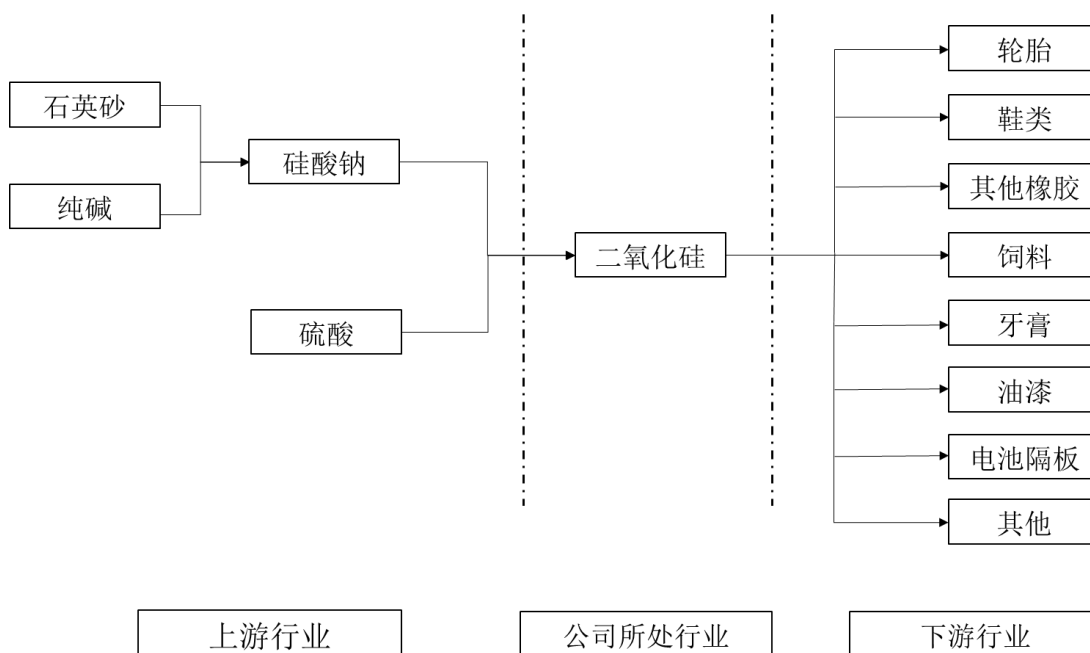 石英砂
纯碱
硅酸钠
硫酸
二氧化硅
轮胎
鞋类
其他橡胶
饲料
牙膏
油漆
电池隔板
其他
上游行业
公司所处行业
下游行业